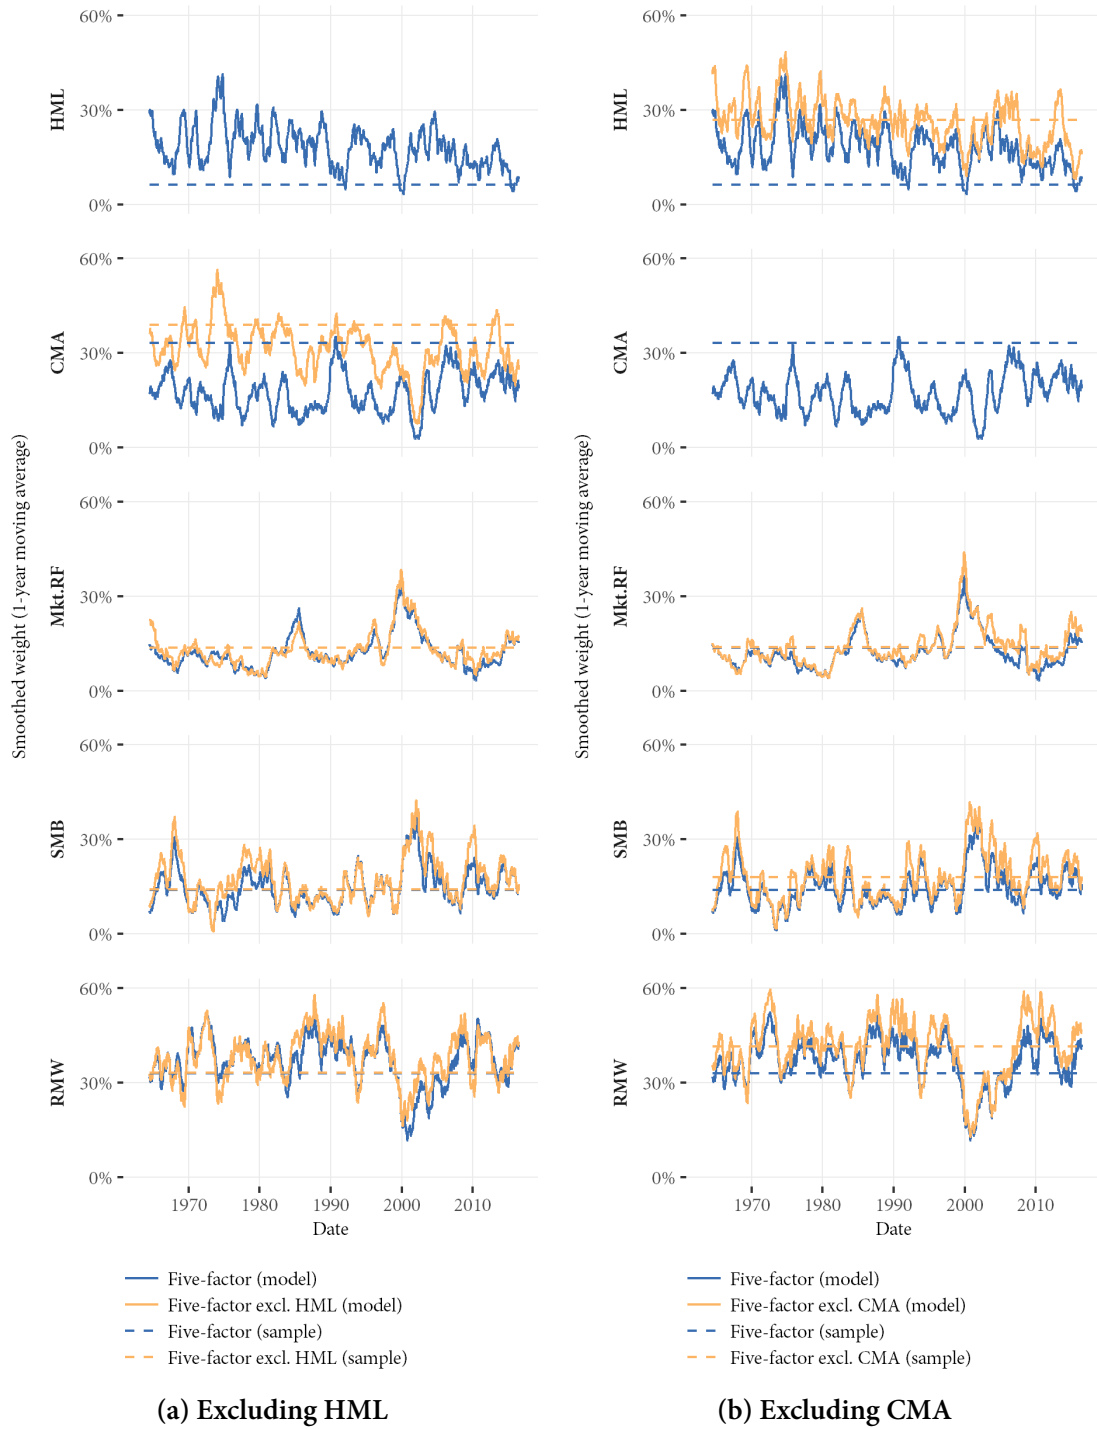 Smoothed weight (1-year moving average)
HML
60%
30%
0%
CMA
60%
30%
0%
Mkt.RF
60%
30%
0%
SMB
60%
30%
0%
RMW
60%
30%
0%
1970 1980 1990 2000 2010
Date
Five-factor (model)
Five-factor excl. HML (model)
Five-factor (sample)
Five-factor excl. HML (sample)
(a) Excluding HML
Smoothed weight (1-year moving average)
HML
60%
30%
0%
CMA
60%
30%
0%
Mkt.RF
60%
30%
0%
SMB
60%
30%
0%
RMW
60%
30%
0%
1970 1980 1990 2000 2010
Date
Five-factor (model)
Five-factor excl. CMA (model)
Five-factor (sample)
Five-factor excl. CMA (sample)
(b) Excluding CMA